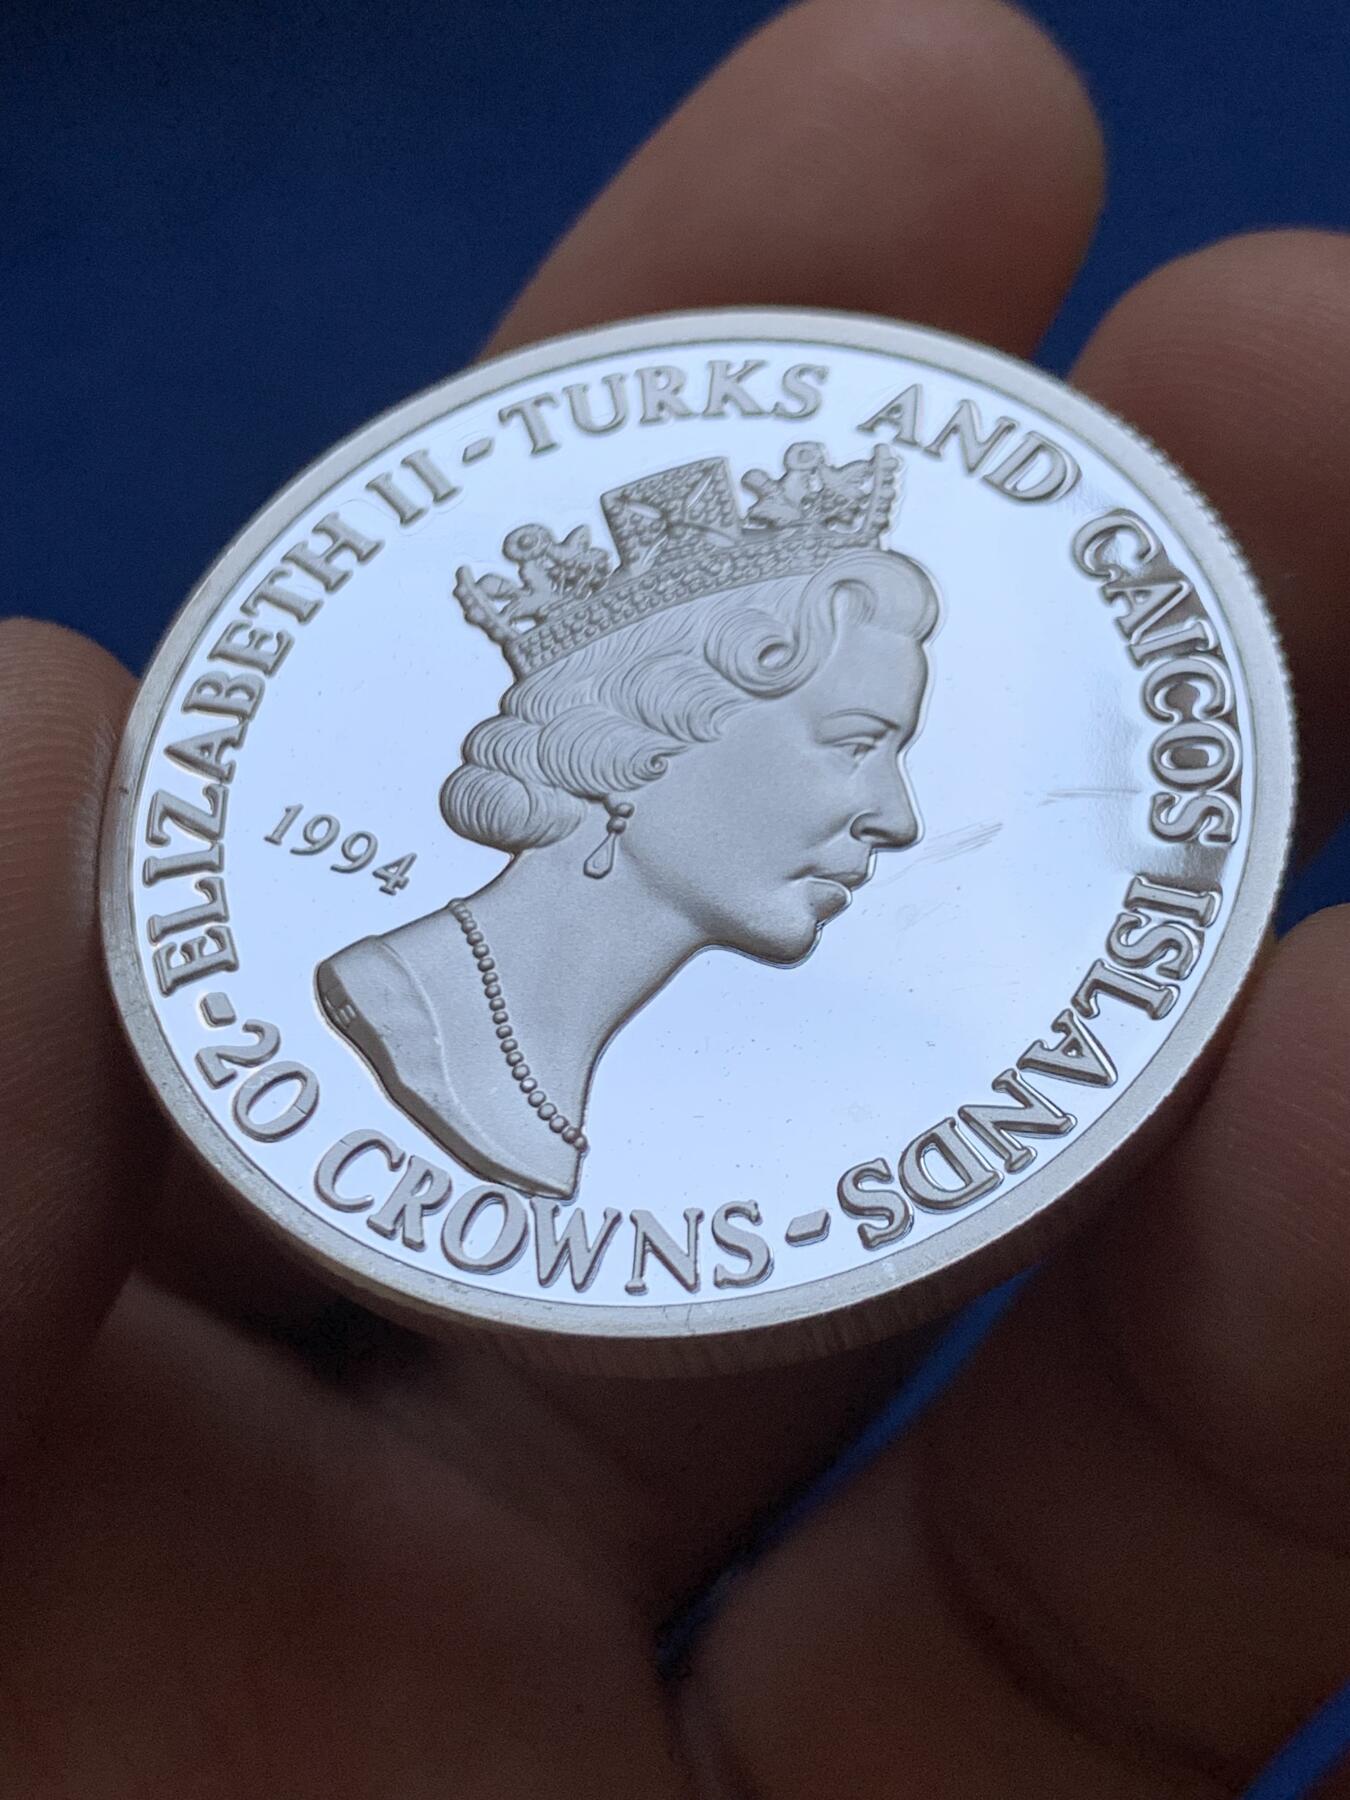 ELIZABETH II - TURKS AND CAICOS ISLANDS - 20 CROWNS -
1994